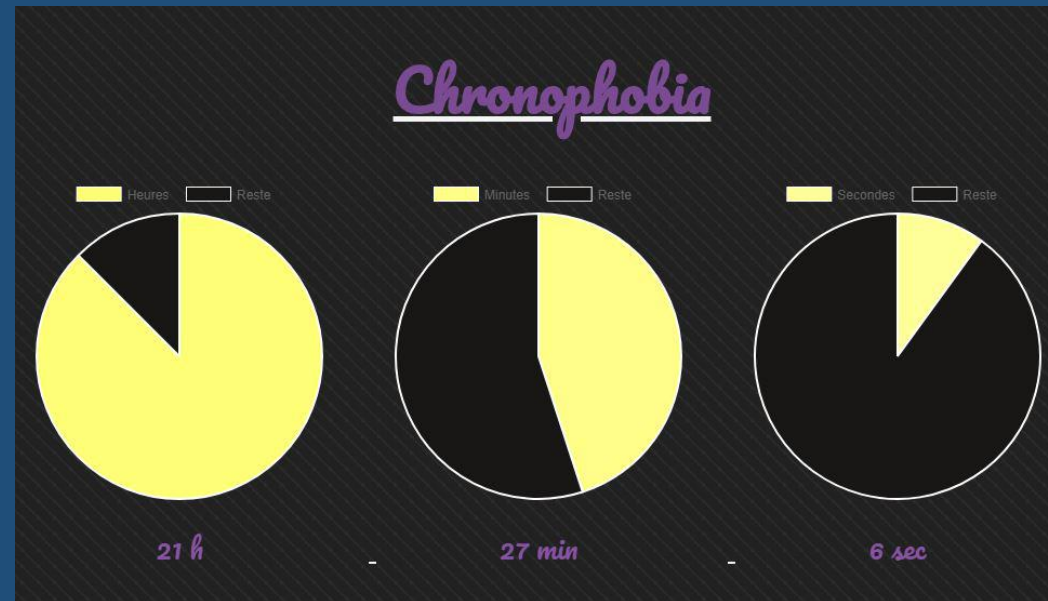 Chronophobia
Heures Reste
Minutes Reste
Secondes Reste
21 h - 27 min - 6 sec